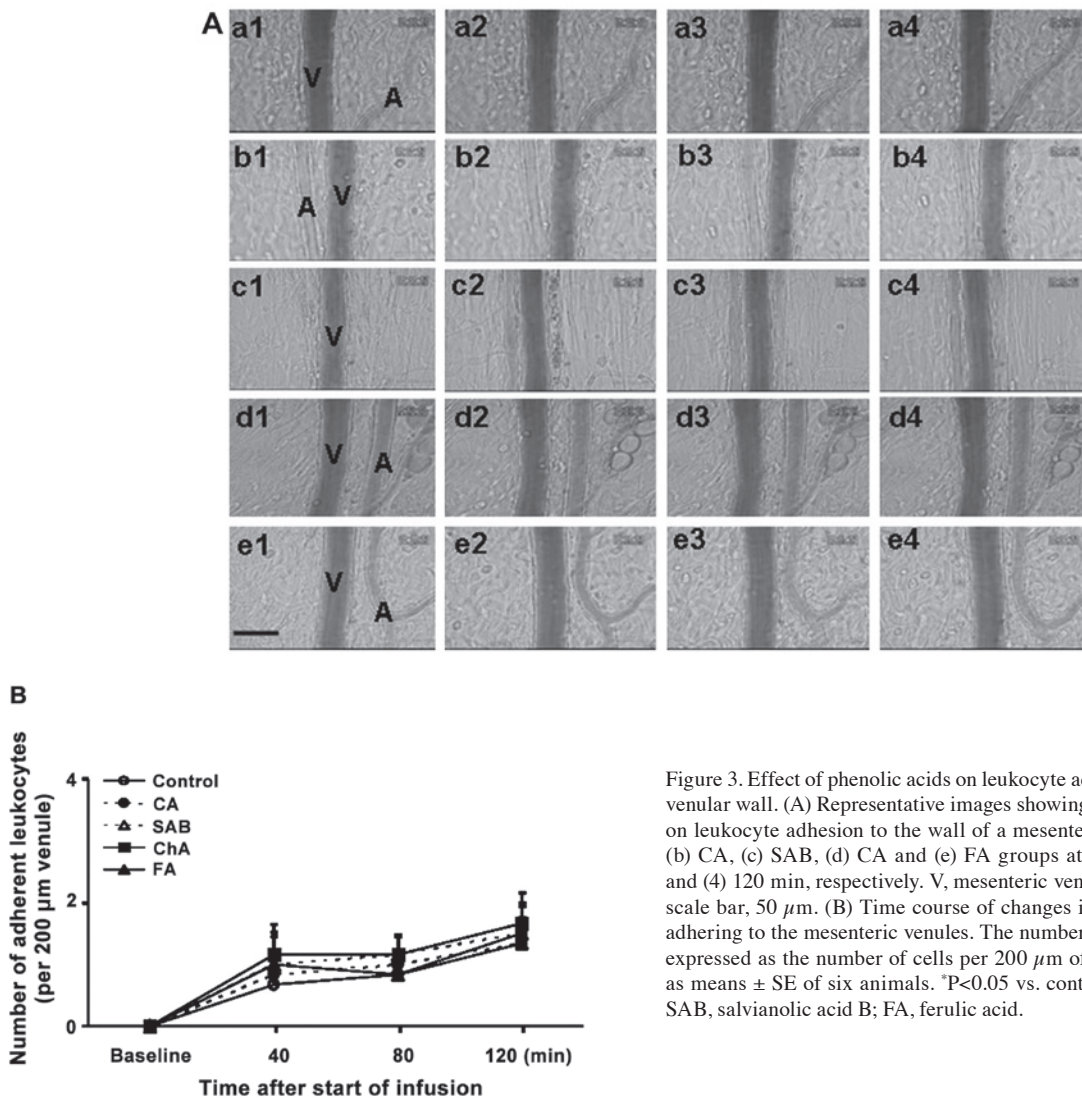 A
a1 a2 a3 a4
V
A
b1 b2 b3 b4
A V
c1 c2 c3 c4
V
d1 d2 d3 d4
V A
e1 e2 e3 e4
V
A
B
Number of adherent leukocytes
(per 200 µm venule)
4
2
0
Control
CA
SAB
ChA
FA
Baseline 40 80 120 (min)
Time after start of infusion
Figure 3. Effect of phenolic acids on leukocyte
venular wall. (A) Representative images showing
on leukocyte adhesion to the wall of a
(b) CA, (c) SAB, (d) CA and (e) FA groups at
and (4) 120 min, respectively. V, mesenteric
scale bar, 50 µm. (B) Time course of changes
adhering to the mesenteric venules. The number
expressed as the number of cells per 200 µm of
as means ± SE of six animals. *P<0.05 vs.
SAB, salvianolic acid B; FA, ferulic acid.